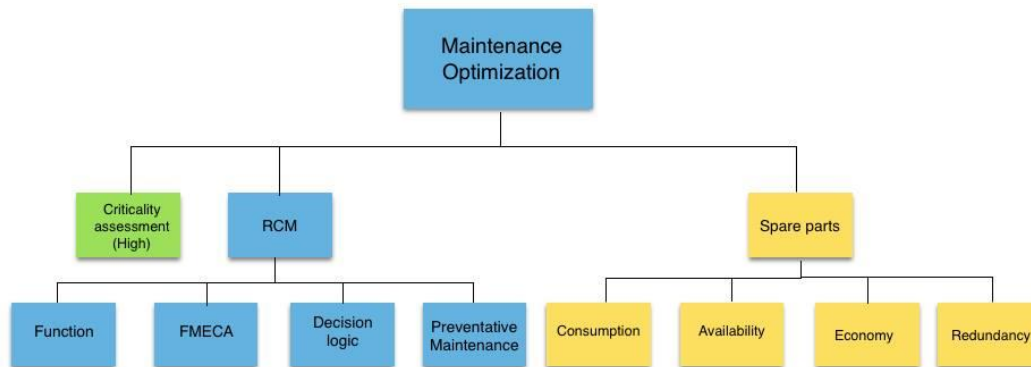 Maintenance
Optimization
Criticality
assessment
(High)
RCM
Spare parts
Function
FMECA
Decision
logic
Preventative
Maintenance
Consumption
Availability
Economy
Redundancy